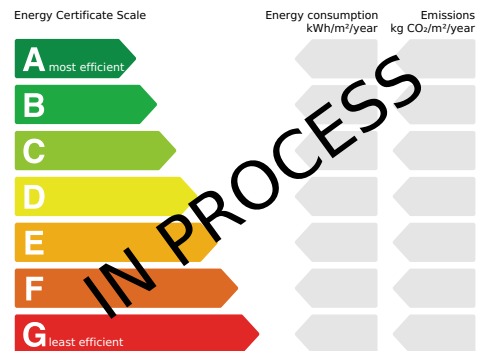 Energy Certificate Scale
Energy consumption
kWh/m²/year
Emissions
kg CO₂/m²/year
A most efficient
B
C
D
E
F
G least efficient
IN PROCESS